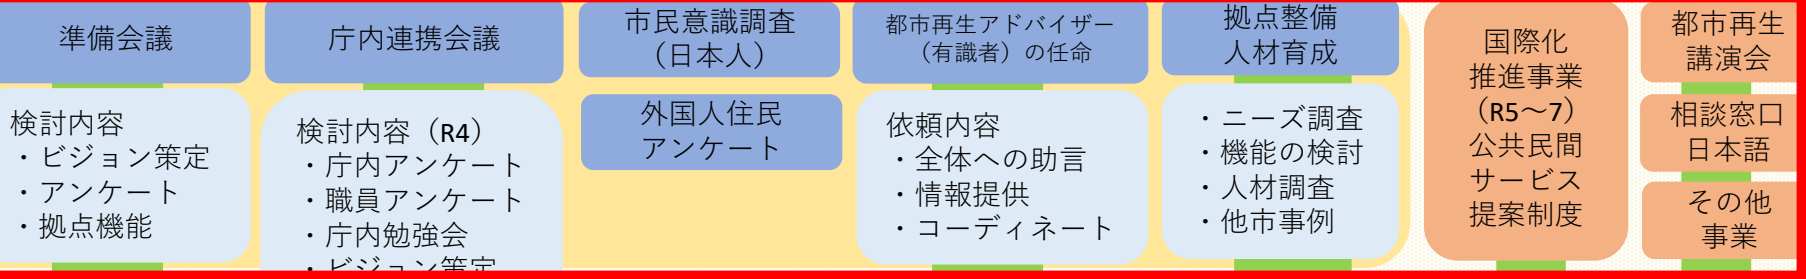 準備会議
検討内容
・ビジョン策定
・アンケート
・拠点機能
庁内連携会議
検討内容（R4）
・庁内アンケート
・職員アンケート
・庁内勉強会
・ビジョン策定
市民意識調査
（日本人）
外国人住民
アンケート
都市再生アドバイザー
（有識者）の任命
依頼内容
・全体への助言
・情報提供
・コーディネート
拠点整備
人材育成
・ニーズ調査
・機能の検討
・人材調査
・他市事例
国際化
推進事業
（R5～7）
公共民間
サービス
提案制度
都市再生
講演会
相談窓口
日本語
その他
事業